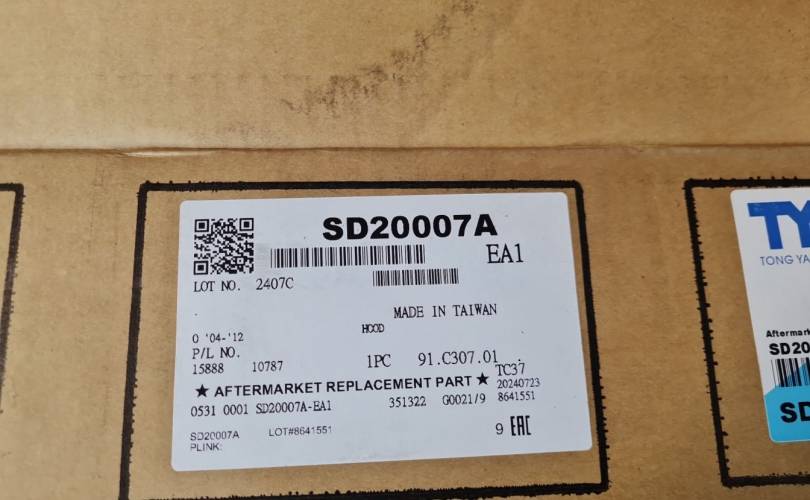 SD20007A
EA1
LOT NO. 2407C
MADE IN TAIWAN
HOOD
O '04-'12
P/L NO.
15888 10787 1PC 91.C307.01
★ AFTERMARKET REPLACEMENT PART ★ TC37
20240723
0531 0001 SD20007A-EA1 351322 G0021/9 8641551
SD20007A LOT#8641551 9 EAC
PLINK:
TY
TONG YA
Aftermar
SD20
SD